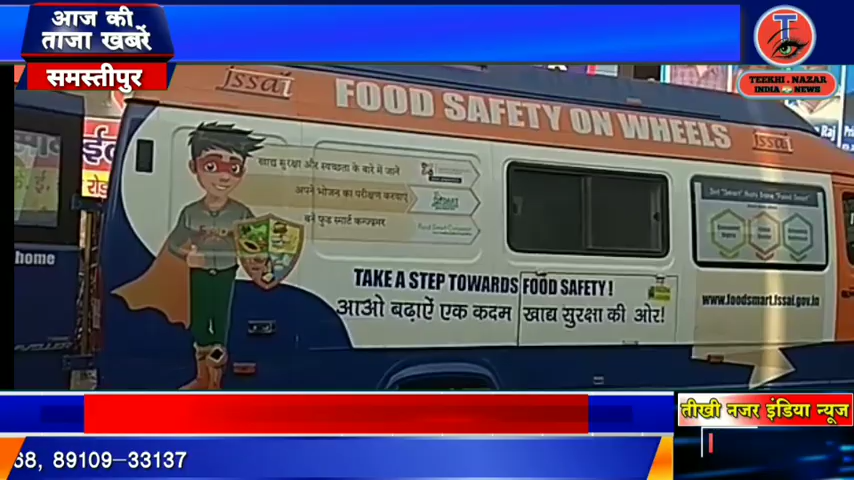 आज की
ताजा खबरें
समस्तीपुर
T
TEEKHI . NAZAR
INDIA NEWS
fssai
FOOD SAFETY ON WHEELS
fssai
Raj
खाद्य सुरक्षा और स्वच्छता के बारे में जानें
अपने भोजन का परीक्षण करवाएं
बनें फूड स्मार्ट कन्ज्यूमर
TAKE A STEP TOWARDS FOOD SAFETY !
आओ बढ़ाऐं एक कदम खाद्य सुरक्षा की ओर!
www.foodsmart.fssai.gov.in
home
तीखी नजर इंडिया न्यूज
68, 89109-33137